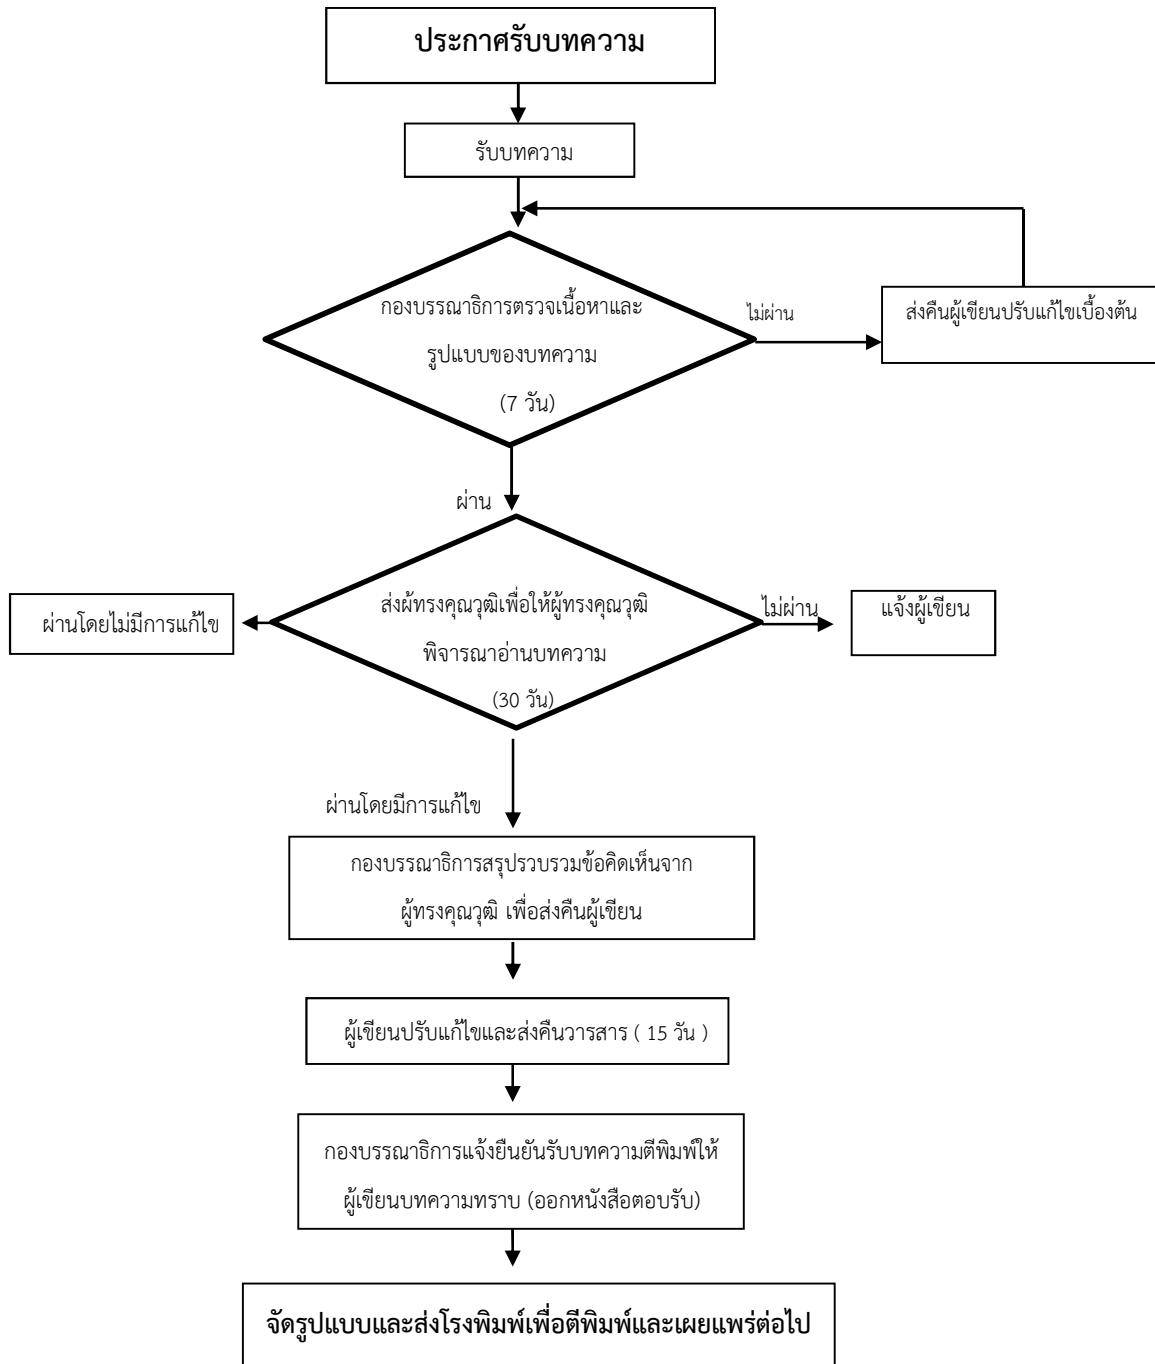 ประกาศรับบทความ
รับบทความ
กองบรรณาธิการตรวจเนื้อหาและ
รูปแบบของบทความ
(7 วัน)
ไม่ผ่าน
ส่งคืนผู้เขียนปรับแก้ไขเบื้องต้น
ผ่าน
ส่งผ้ทรงคุณวุฒิเพื่อให้ผู้ทรงคุณวุฒิ
พิจารณาอ่านบทความ
(30 วัน)
ผ่านโดยไม่มีการแก้ไข
ไม่ผ่าน
แจ้งผู้เขียน
ผ่านโดยมีการแก้ไข
กองบรรณาธิการสรุปรวบรวมข้อคิดเห็นจาก
ผู้ทรงคุณวุฒิ เพื่อส่งคืนผู้เขียน
ผู้เขียนปรับแก้ไขและส่งคืนวารสาร ( 15 วัน )
กองบรรณาธิการแจ้งยืนยันรับบทความตีพิมพ์ให้
ผู้เขียนบทความทราบ (ออกหนังสือตอบรับ)
จัดรูปแบบและส่งโรงพิมพ์เพื่อตีพิมพ์และเผยแพร่ต่อไป